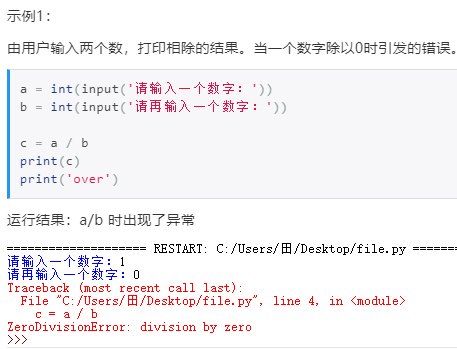 示例1：
由用户输入两个数，打印相除的结果。当一个数字除以0时引发的错误。
a = int(input('请输入一个数字：'))
b = int(input('请再输入一个数字：'))
c = a / b
print(c)
print('over')
运行结果：a/b 时出现了异常
==================== RESTART: C:/Users/田/Desktop/file.py =======
请输入一个数字：1
请再输入一个数字：0
Traceback (most recent call last):
  File "C:/Users/田/Desktop/file.py", line 4, in <module>
    c = a / b
ZeroDivisionError: division by zero
>>>